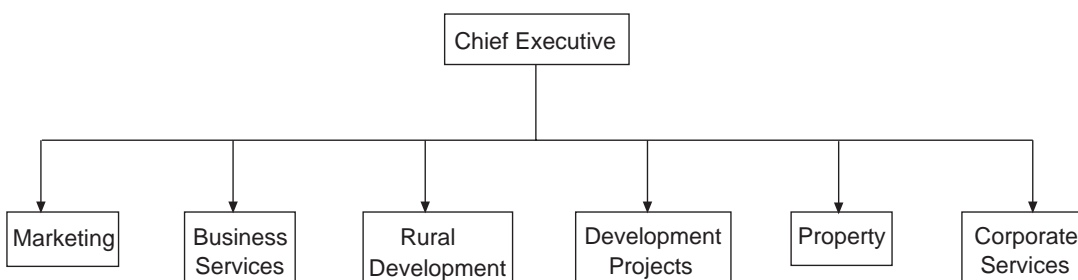 Chief Executive
Marketing
Business
Services
Rural
Development
Development
Projects
Property
Corporate
Services